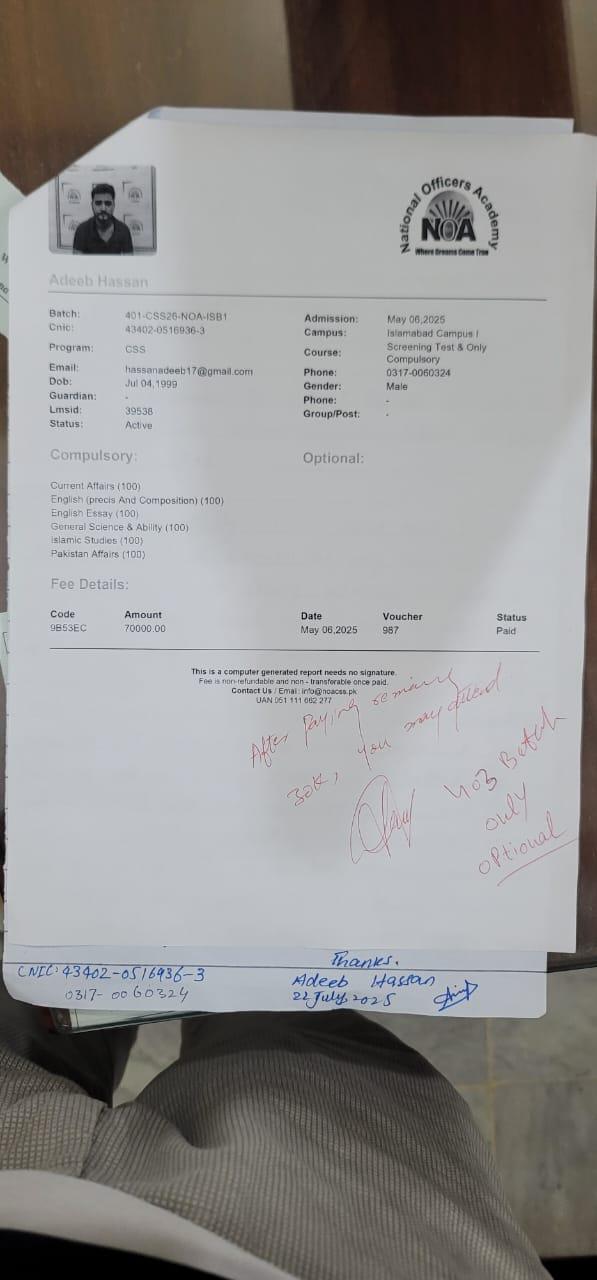 National Officers Academy
NOA
Where Dreams Come True
Adeeb Hassan
Batch: 401-CSS26-NOA-ISB1
Cnic: 43402-0516936-3
Program: CSS
Email: hassanadeeb17@gmail.com
Dob: Jul 04,1999
Guardian: -
Lmsid: 39538
Status: Active
Admission: May 06,2025
Campus: Islamabad Campus I
Course: Screening Test & Only
Compulsory
Phone: 0317-0060324
Gender: Male
Phone: -
Group/Post: -
Compulsory: Optional:
Current Affairs (100)
English (precis And Composition) (100)
English Essay (100)
General Science & Ability (100)
Islamic Studies (100)
Pakistan Affairs (100)
Fee Details:
Code Amount Date Voucher Status
9B53EC 70000.00 May 06,2025 967 Paid
This is a computer generated report needs no signature.
Fee is non-refundable and non - transferable once paid.
Contact Us / Email: info@noacss.pk
UAN 051 111 662 277
After Paying
30k, you may attend
403 Batch
only
optional
Thanks.
CNIC: 43402-0516936-3 Adeeb Hassan
0317-0060324 22 July 2025